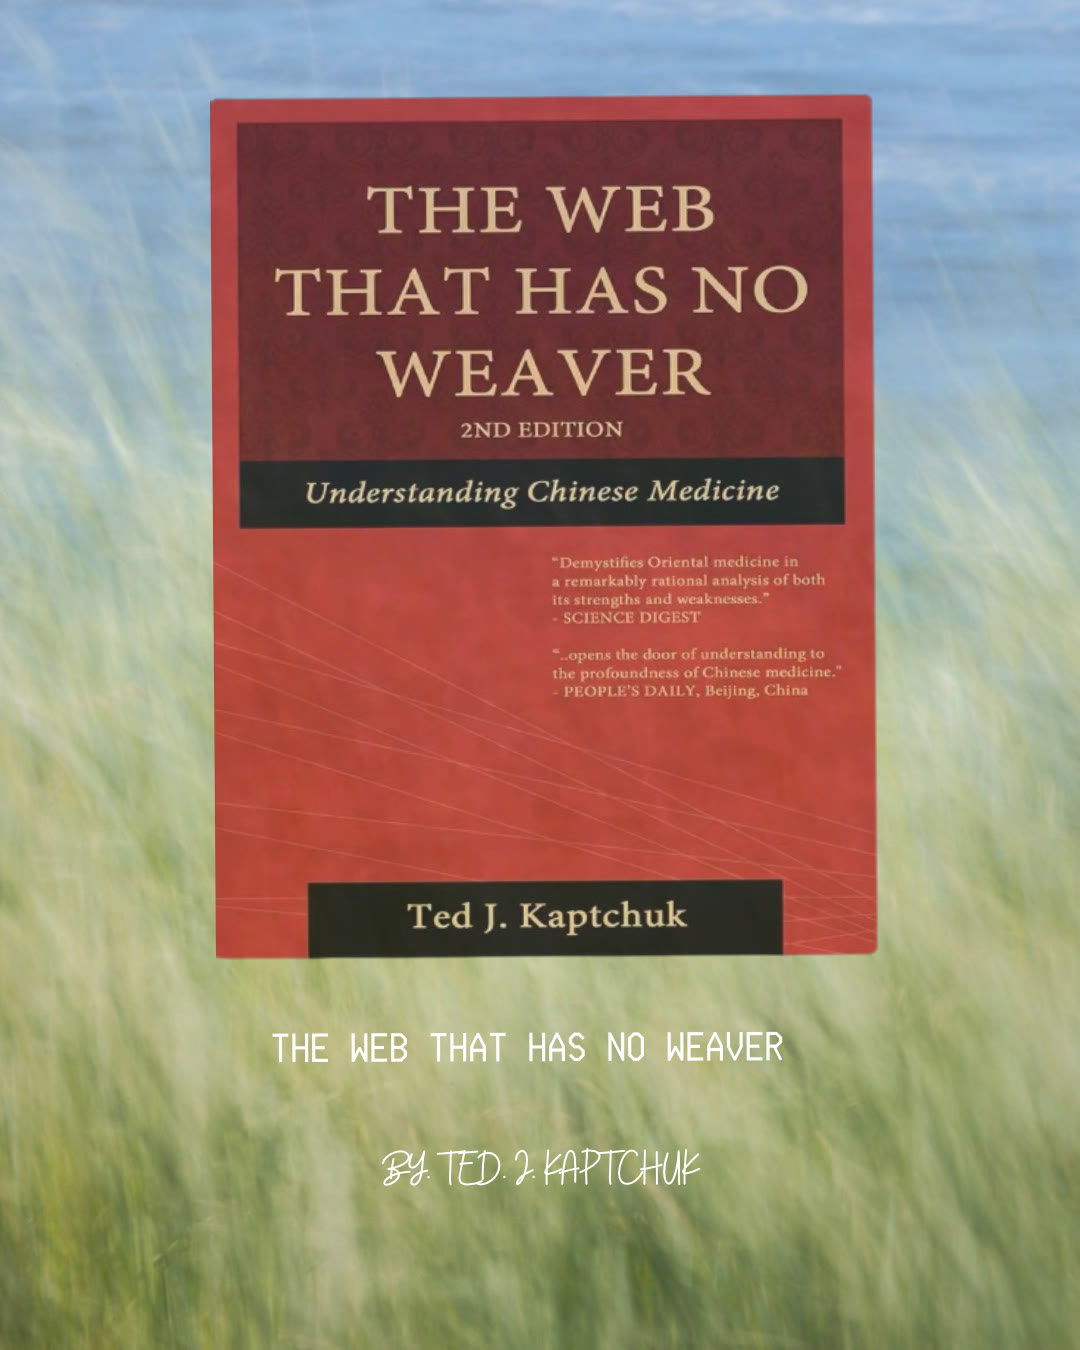 THE WEB
THAT HAS NO
WEAVER
2ND EDITION
Understanding Chinese Medicine
“Demystifies Oriental medicine in
a remarkably rational analysis of both
its strengths and weaknesses.”
- SCIENCE DIGEST
“..opens the door of understanding to
the profoundness of Chinese medicine.”
- PEOPLE’S DAILY, Beijing, China
Ted J. Kaptchuk
THE WEB THAT HAS NO WEAVER
BY. TED. J. KAPTCHUK